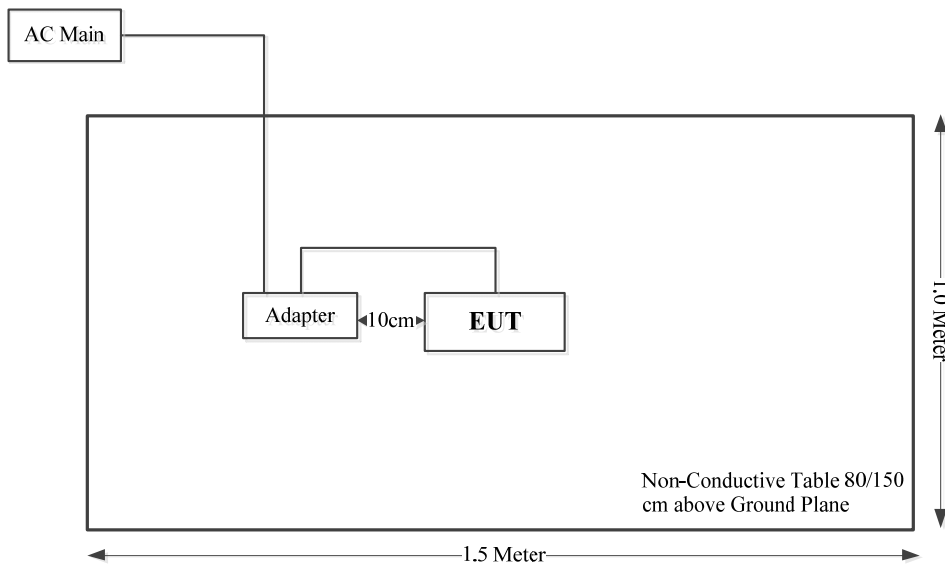 AC Main
Adapter
10cm
EUT
1.0 Meter
Non-Conductive Table 80/150
cm above Ground Plane
1.5 Meter